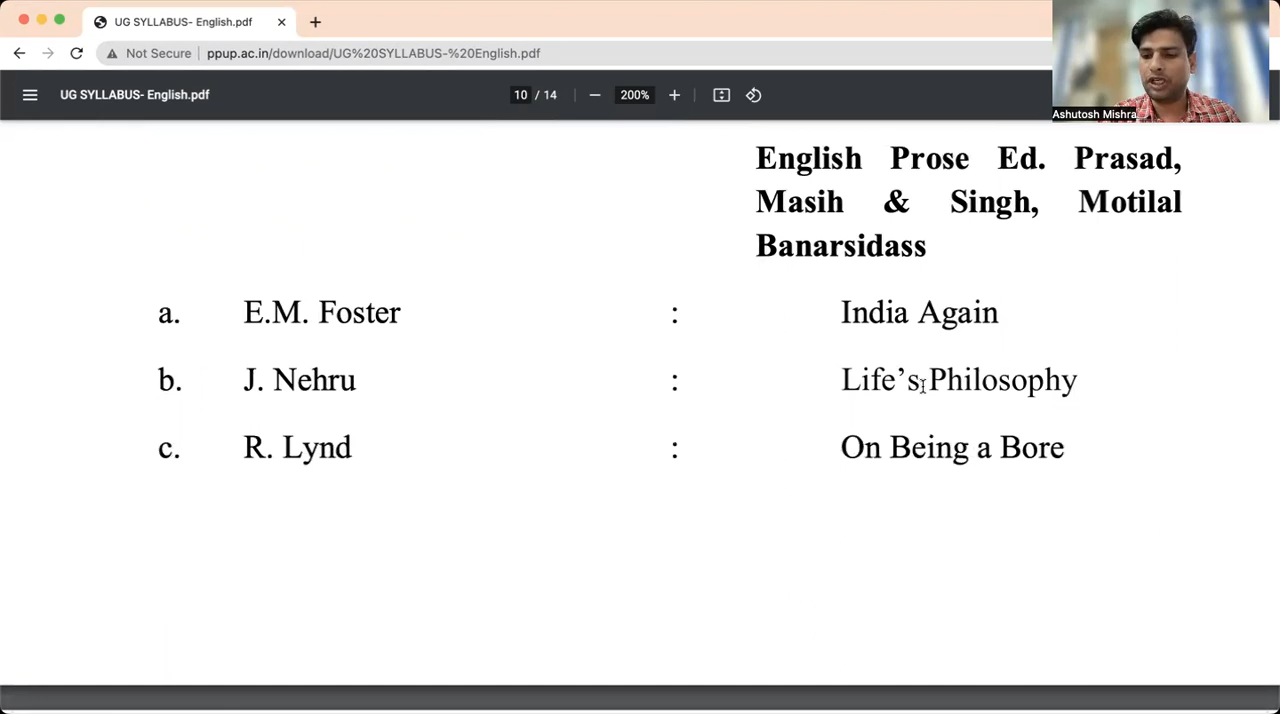 UG SYLLABUS- English.pdf
Not Secure ppup.ac.in/download/UG%20SYLLABUS-%20English.pdf
UG SYLLABUS- English.pdf 10 / 14 200%
Ashutosh Mishra
English Prose Ed. Prasad,
Masih & Singh, Motilal
Banarsidass
a. E.M. Foster : India Again
b. J. Nehru : Life’s Philosophy
c. R. Lynd : On Being a Bore